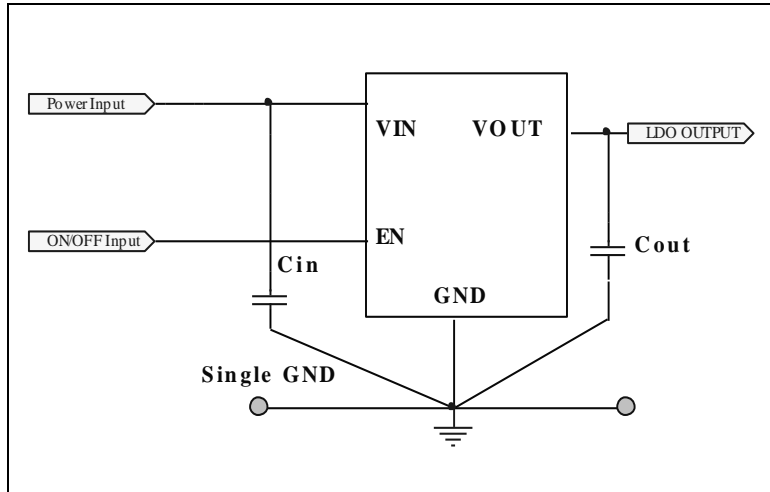 Power Input
VIN
VOUT
LDO OUTPUT
ON/OFF Input
EN
Cin
Cout
GND
Single GND